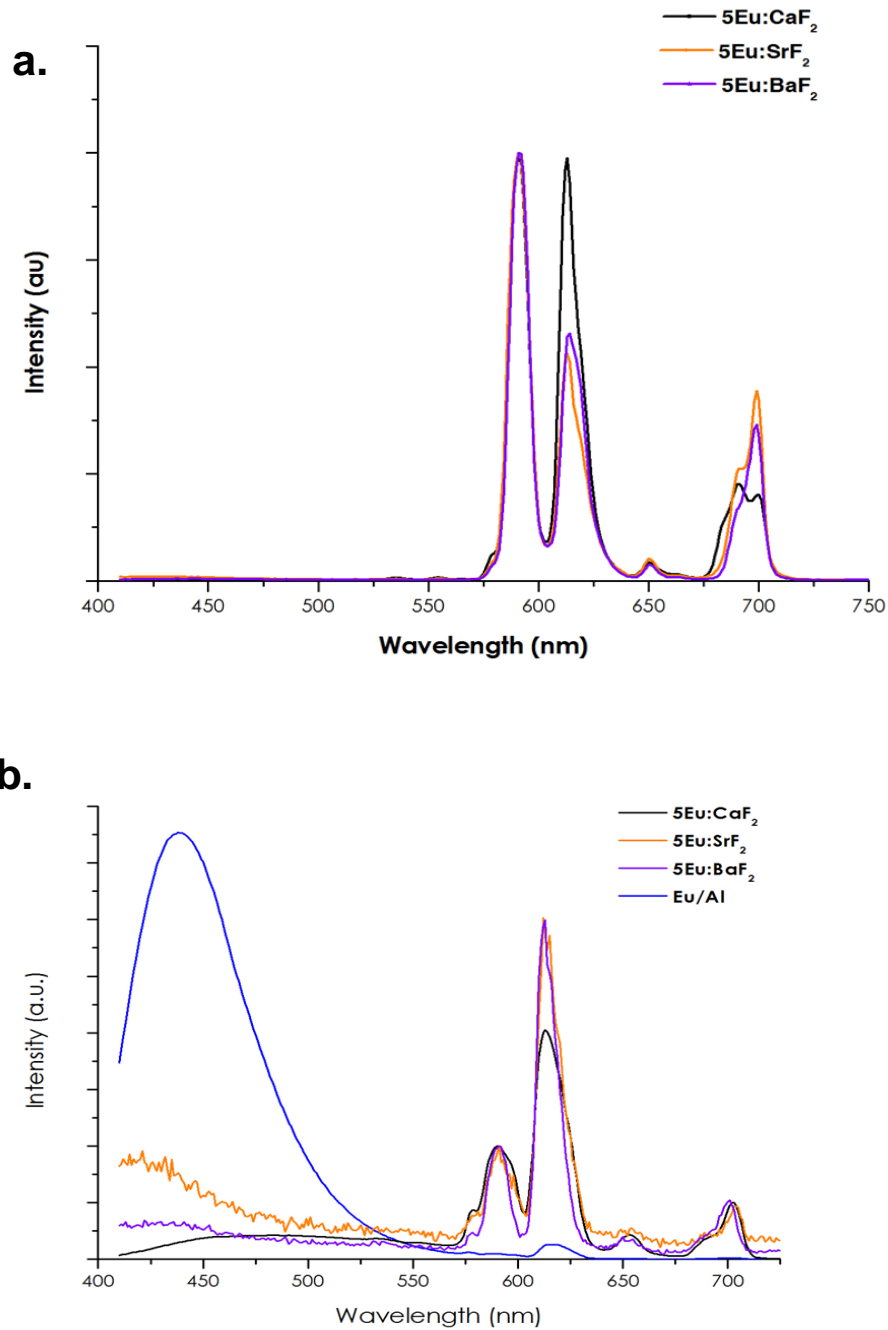 a.
5Eu:CaF₂
5Eu:SrF₂
5Eu:BaF₂
Intensity (au)
400 450 500 550 600 650 700 750
Wavelength (nm)
b.
5Eu:CaF₂
5Eu:SrF₂
5Eu:BaF₂
Eu/Al
Intensity (a.u.)
400 450 500 550 600 650 700
Wavelength (nm)